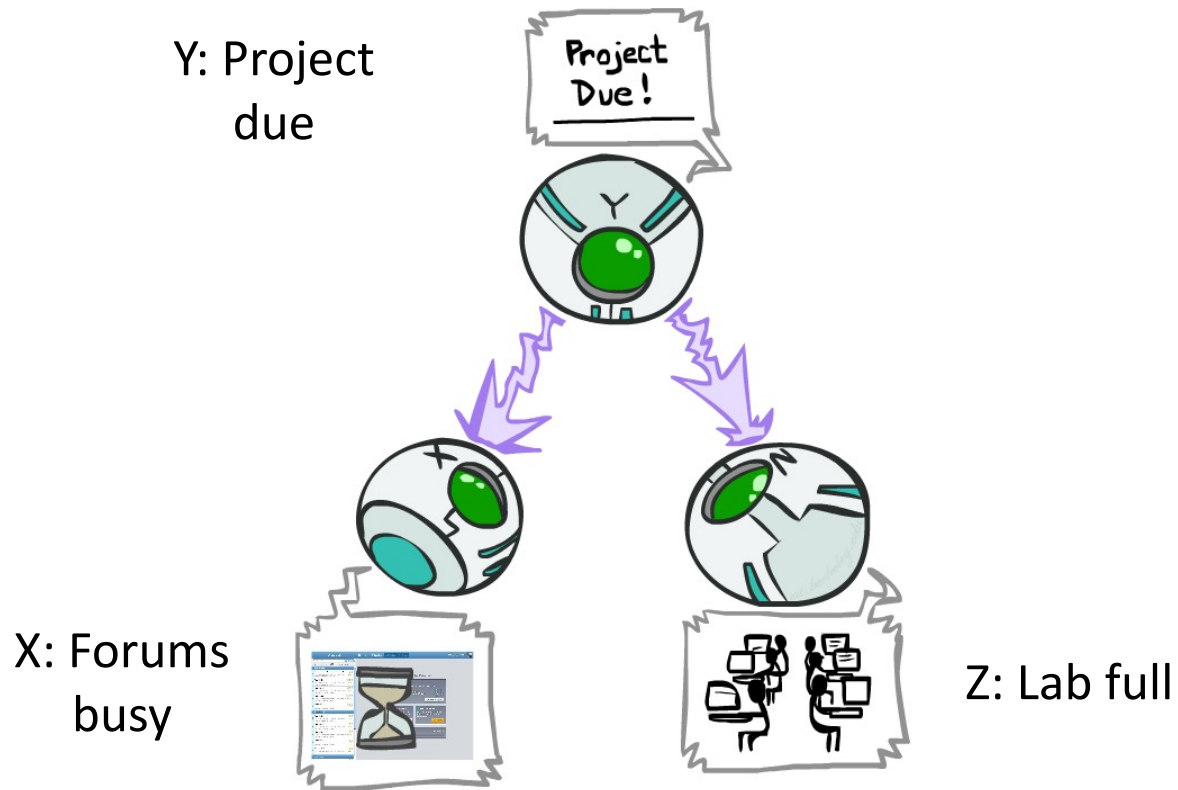 Y: Project
due
Project
Due!
Y
X
Z
X: Forums
busy
Z: Lab full